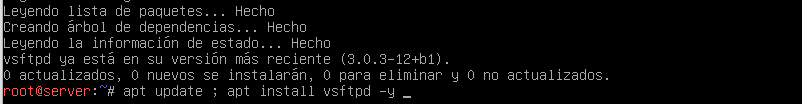 Leyendo lista de paquetes... Hecho
Creando árbol de dependencias... Hecho
Leyendo la información de estado... Hecho
vsftpd ya está en su versión más reciente (3.0.3-12+b1).
0 actualizados, 0 nuevos se instalarán, 0 para eliminar y 0 no actualizados.
root@server:~# apt update ; apt install vsftpd -y _